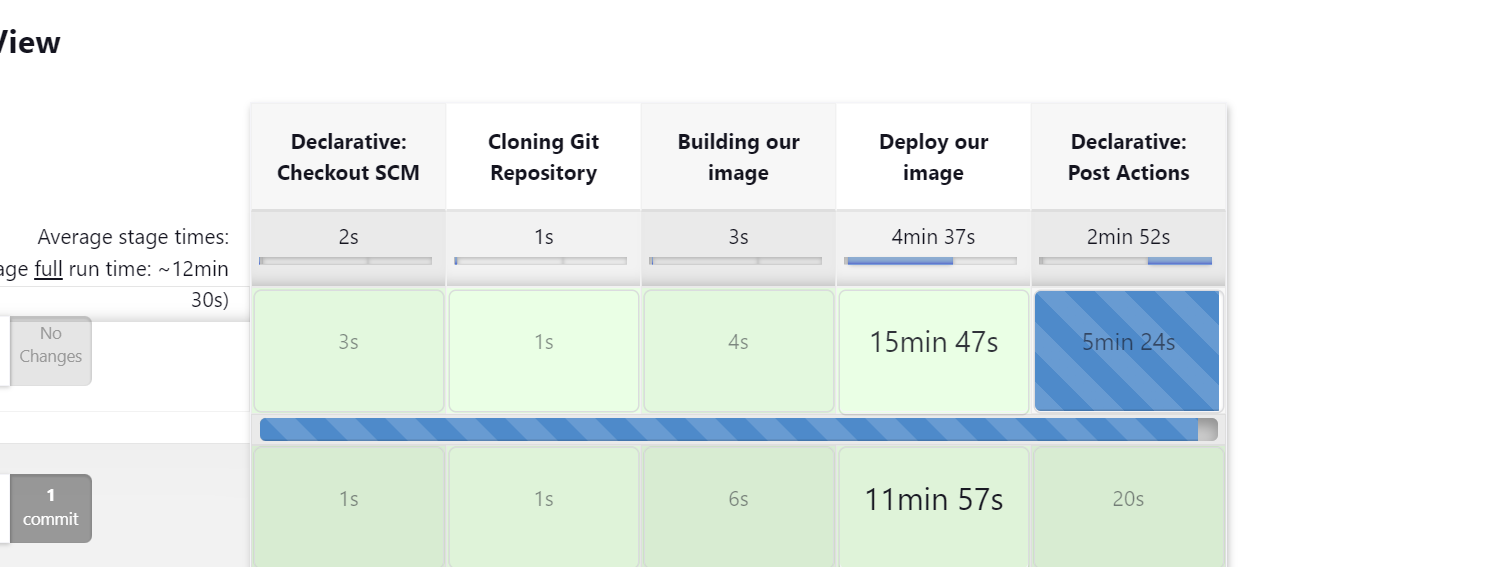 View
Declarative:
Checkout SCM
Cloning Git
Repository
Building our
image
Deploy our
image
Declarative:
Post Actions
Average stage times:
age full run time: ~12min
30s)
2s
1s
3s
4min 37s
2min 52s
No
Changes
3s
1s
4s
15min 47s
5min 24s
1
commit
1s
1s
6s
11min 57s
20s